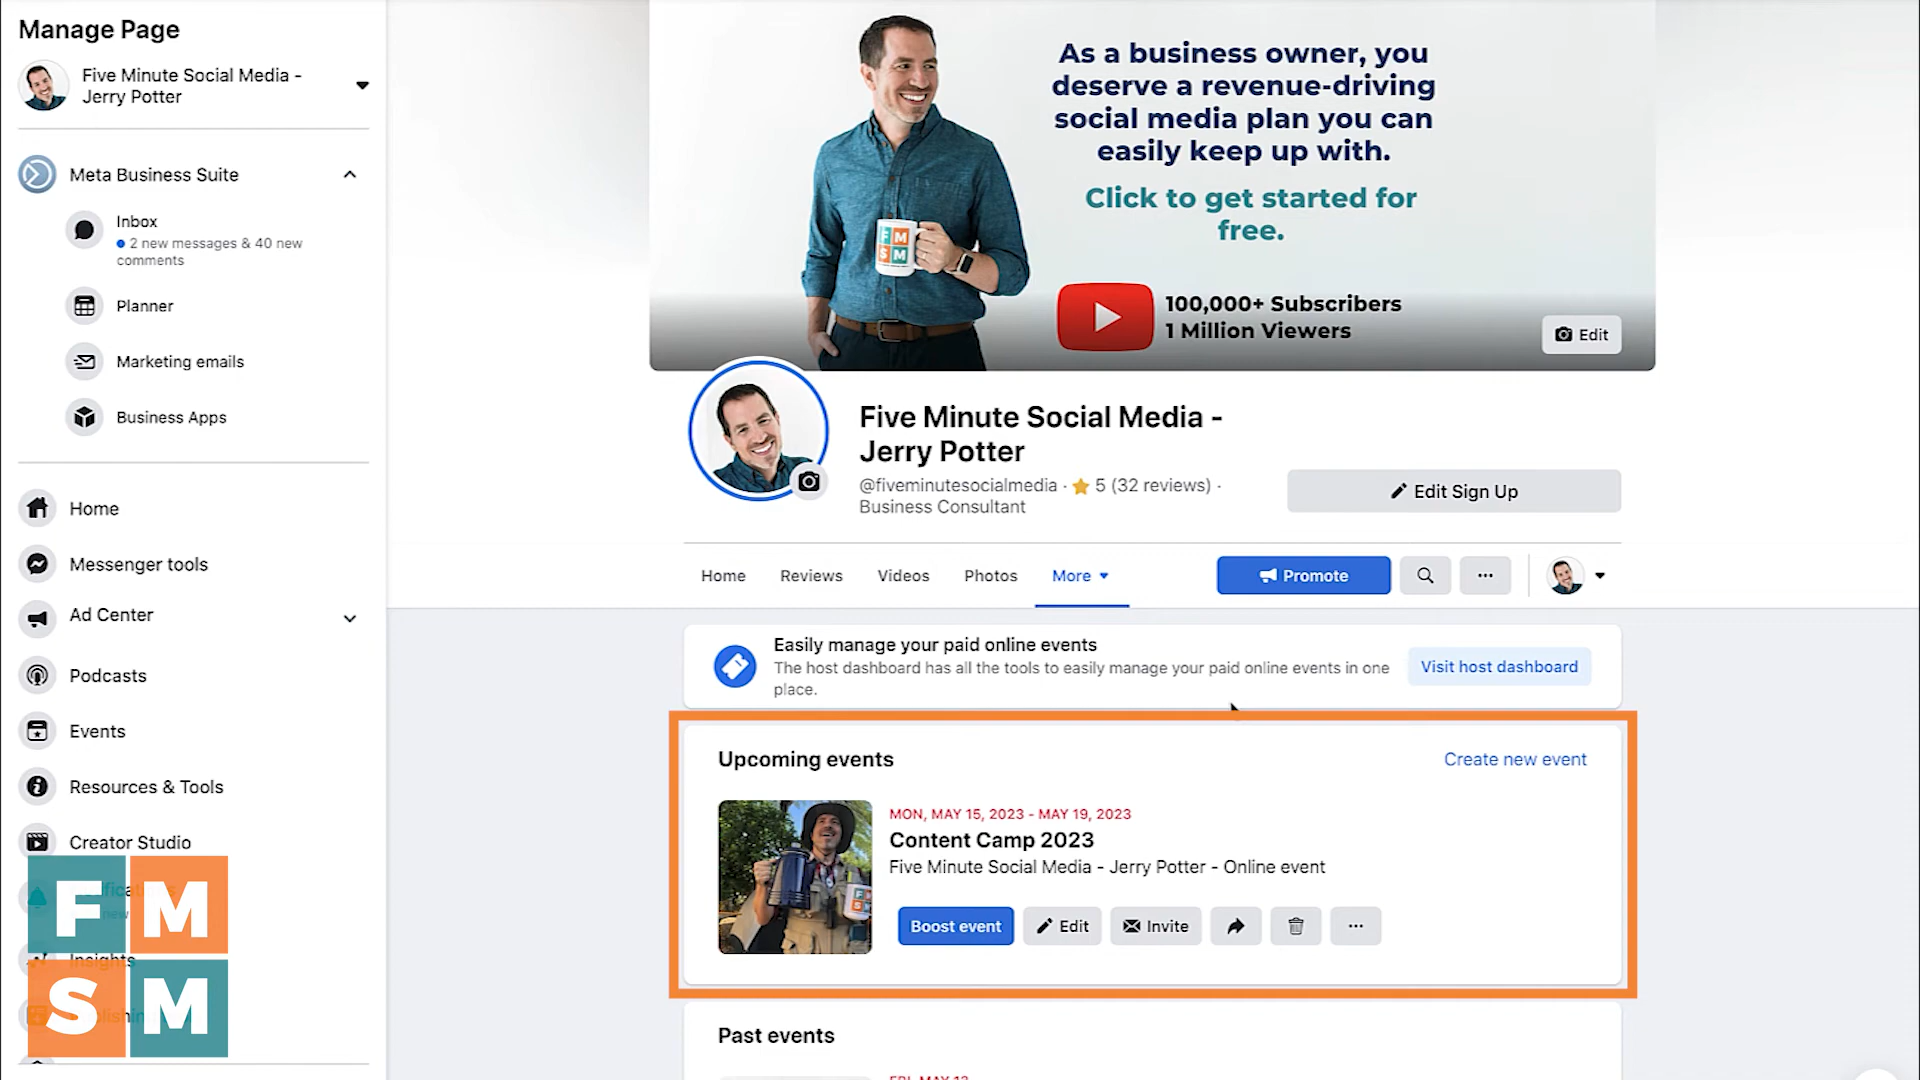 Manage Page
Five Minute Social Media -
Jerry Potter
Meta Business Suite
Inbox
2 new messages & 40 new
comments
Planner
Marketing emails
Business Apps
Home
Messenger tools
Ad Center
Podcasts
Events
Resources & Tools
Creator Studio
new
Insights
F M
S M
As a business owner, you
deserve a revenue-driving
social media plan you can
easily keep up with.
Click to get started for
free.
F M
S M
100,000+ Subscribers
1 Million Viewers
Edit
Five Minute Social Media -
Jerry Potter
@fiveminutesocialmedia · 5 (32 reviews) ·
Business Consultant
Edit Sign Up
Home
Reviews
Videos
Photos
More
Promote
Easily manage your paid online events
The host dashboard has all the tools to easily manage your paid online events in one
place.
Visit host dashboard
Upcoming events
Create new event
MON, MAY 15, 2023 - MAY 19, 2023
Content Camp 2023
Five Minute Social Media - Jerry Potter - Online event
Boost event
Edit
Invite
Past events
FRI, MAY 12